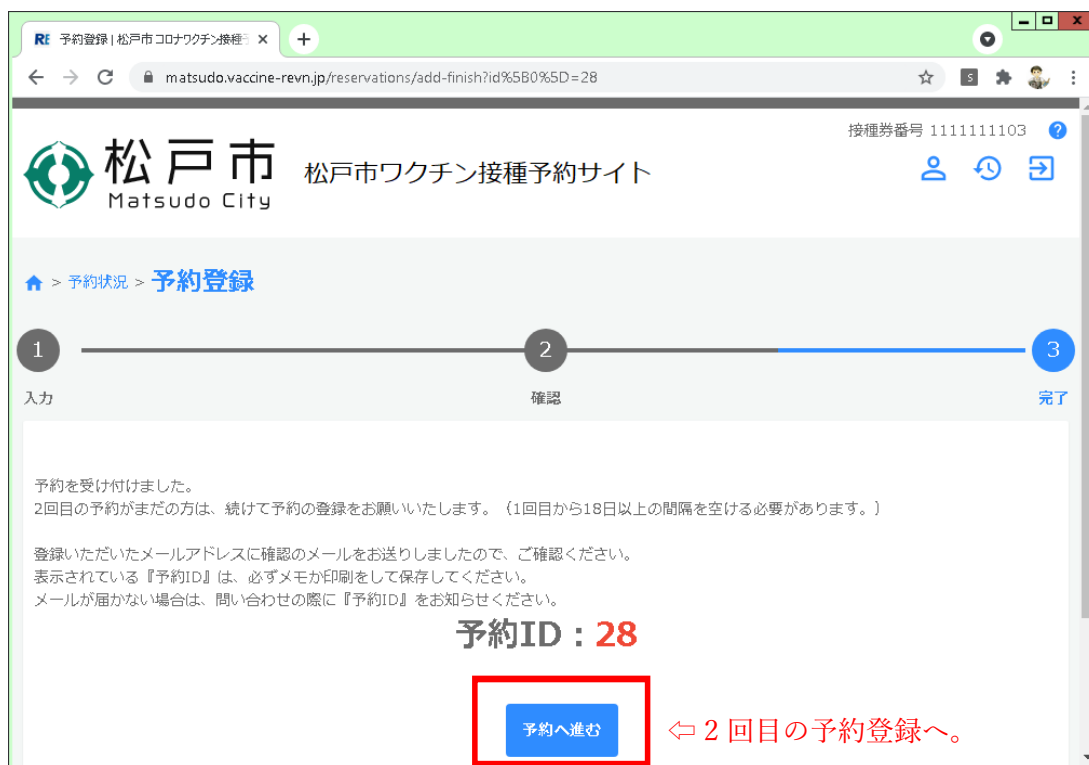 RE 予約登録 | 松戸市 コロナワクチン接種
matsudo.vaccine-revn.jp/reservations/add-finish?id%5B0%5D=28
S
接種券番号 1111111103 ?
松戸市
Matsudo City
松戸市ワクチン接種予約サイト
> 予約状況 > 予約登録
1 2 3
入力 確認 完了
予約を受け付けました。
2回目の予約がまだの方は、続けて予約の登録をお願いいたします。(1回目から18日以上の間隔を空ける必要があります。)
登録いただいたメールアドレスに確認のメールをお送りしましたので、ご確認ください。
表示されている『予約ID』は、必ずメモか印刷をして保存してください。
メールが届かない場合は、問い合わせの際に『予約ID』をお知らせください。
予約ID：28
予約へ進む
⇦2回目の予約登録へ。